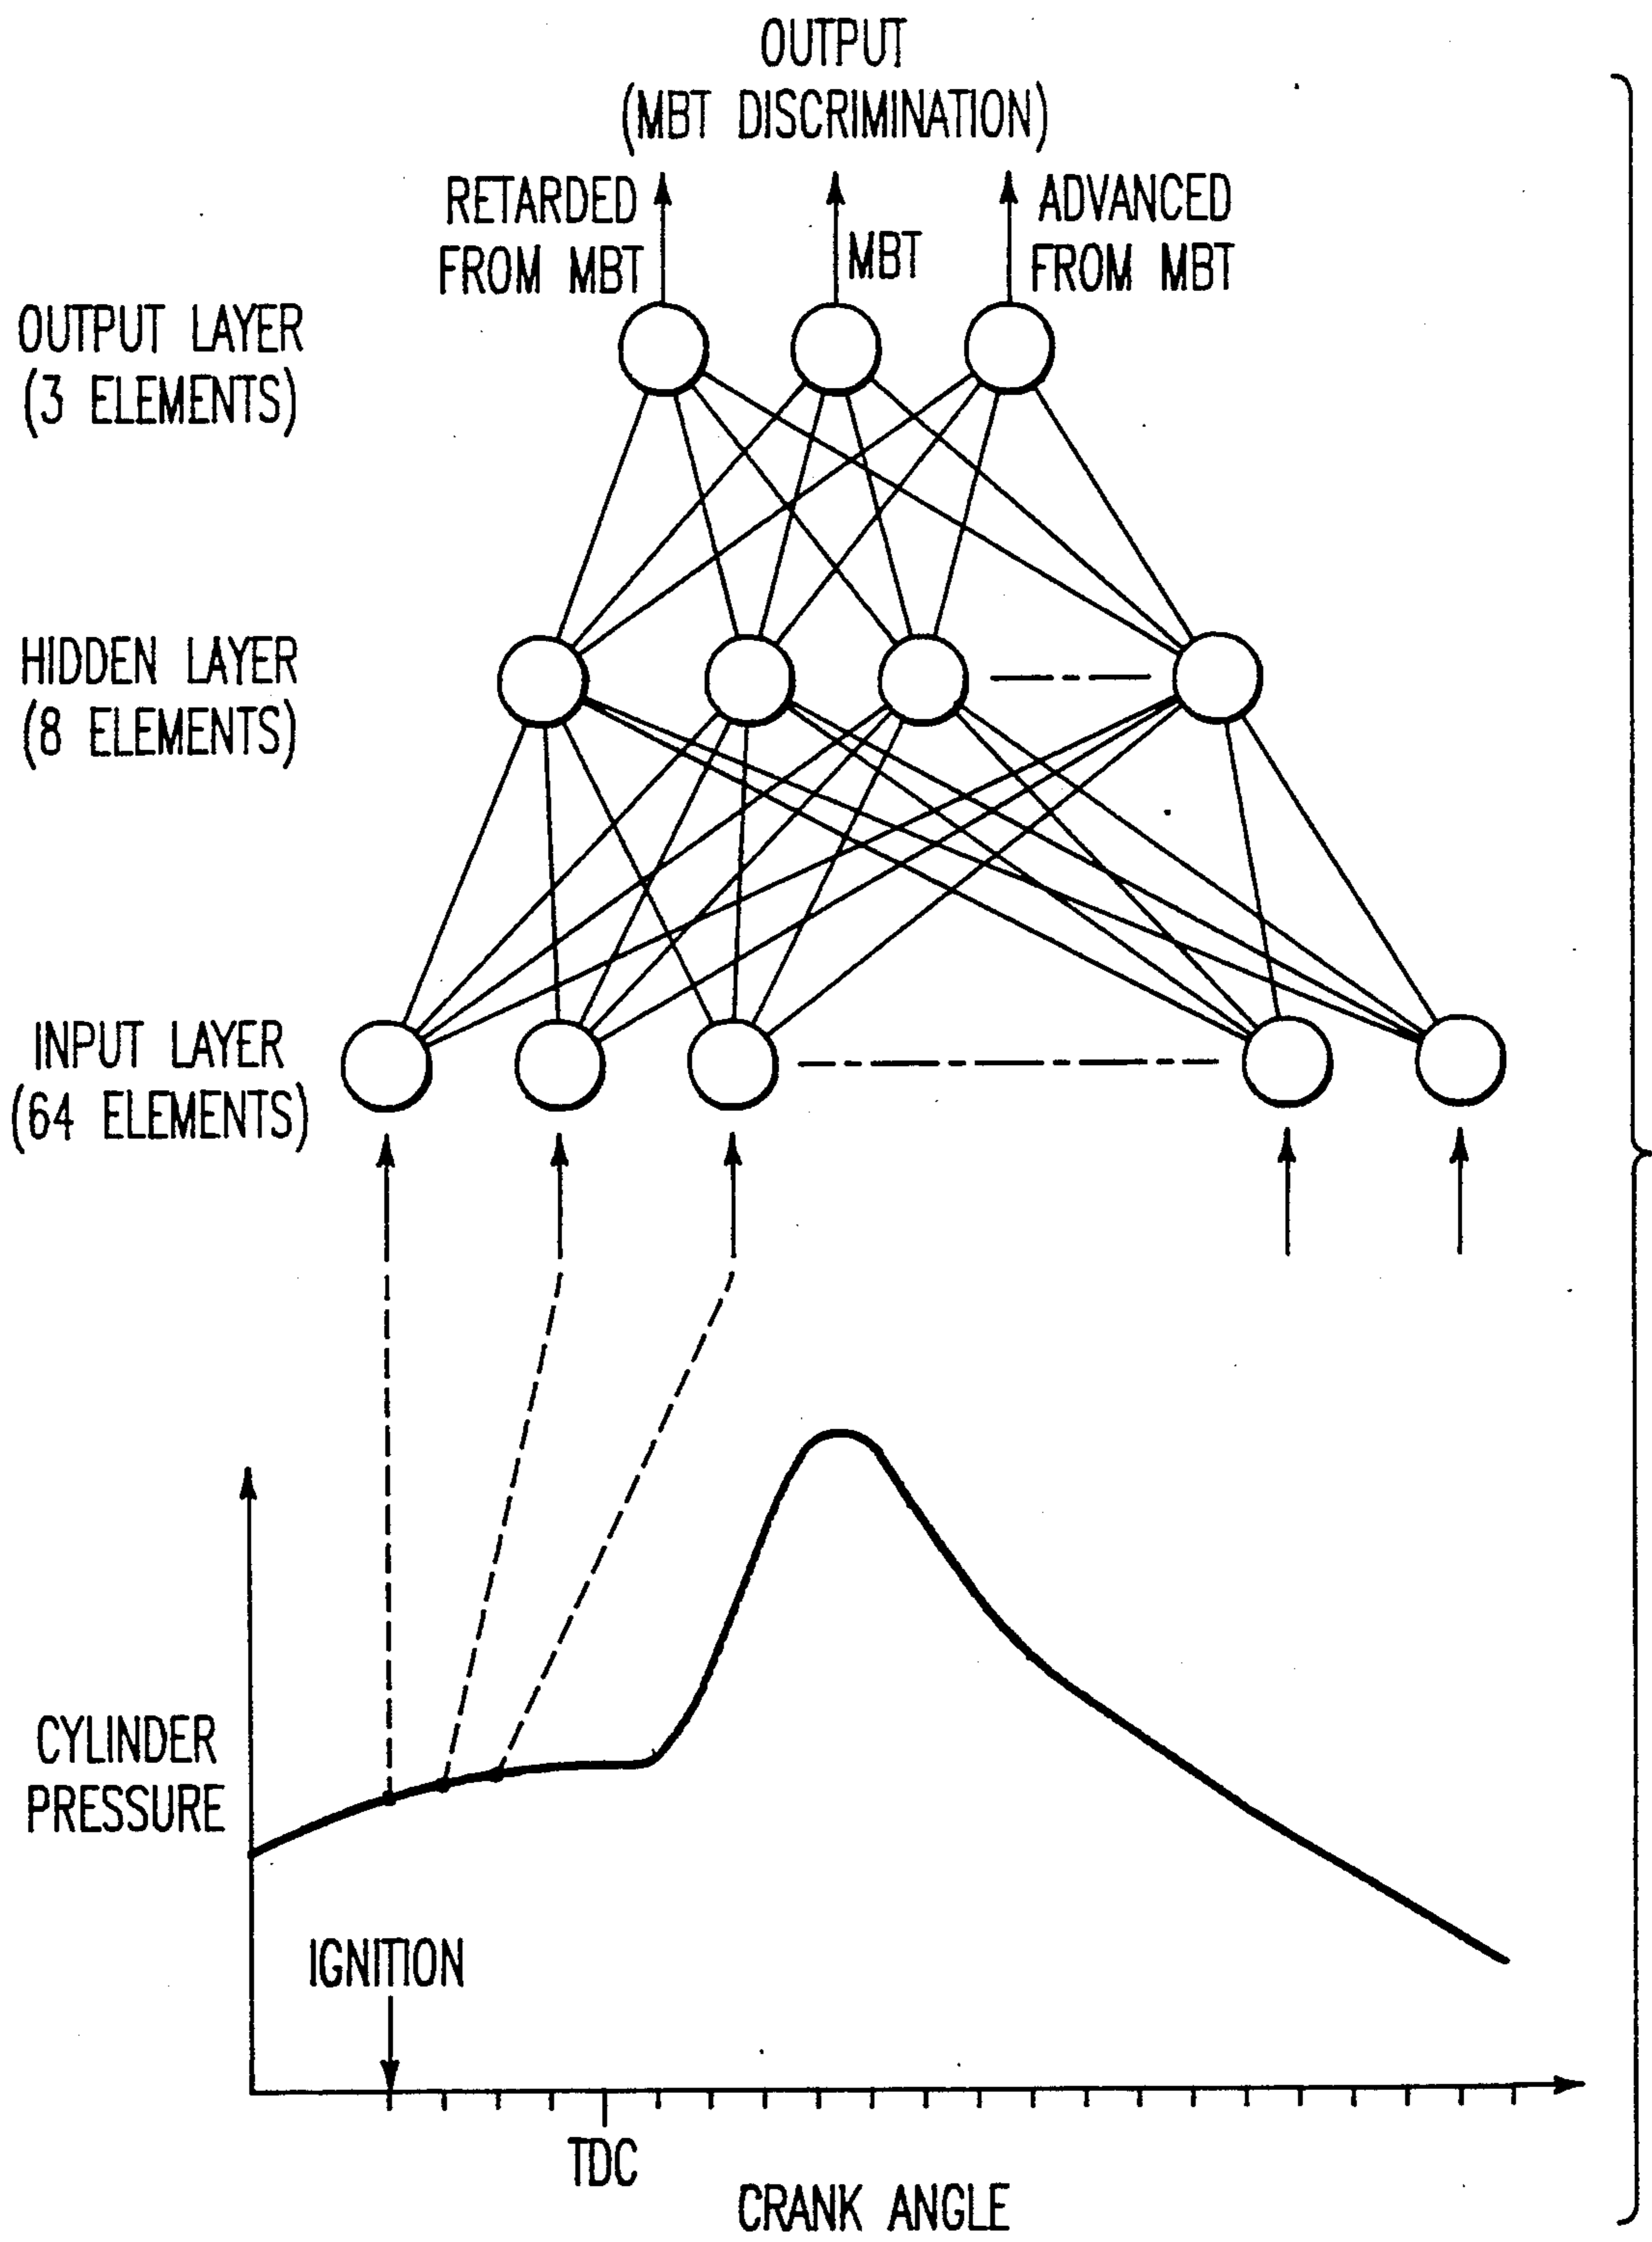 OUTPUT
(MBT DISCRIMINATION)
RETARDED
FROM MBT
MBT
ADVANCED
FROM MBT
OUTPUT LAYER
(3 ELEMENTS)
HIDDEN LAYER
(8 ELEMENTS)
INPUT LAYER
(64 ELEMENTS)
CYLINDER
PRESSURE
IGNITION
TDC
CRANK ANGLE